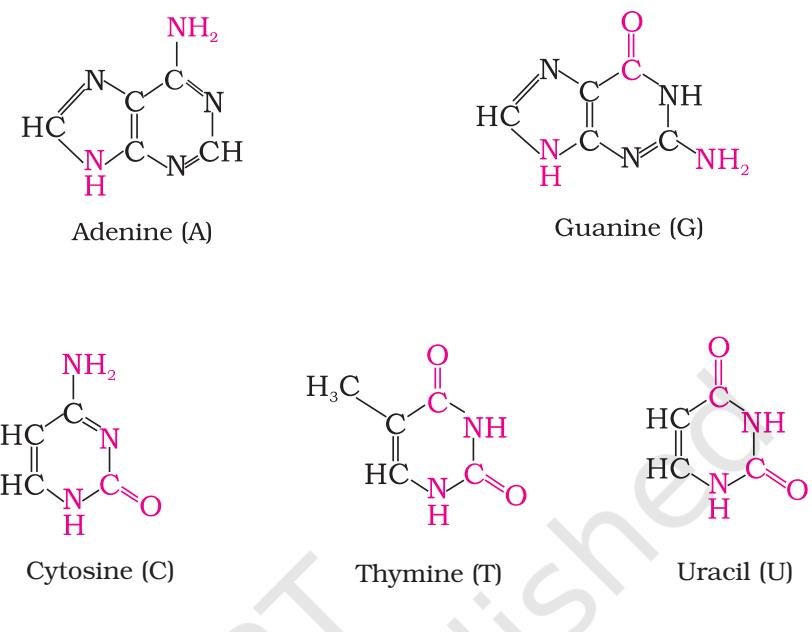 NH₂
N
C
C
N
HC
N
H
C
N
CH
Adenine (A)
O
C
N
C
NH
HC
N
H
C
N
C
NH₂
Guanine (G)
NH₂
C
HC
N
HC
N
H
C
O
Cytosine (C)
O
H₃C
C
C
NH
HC
N
H
C
O
Thymine (T)
O
C
HC
NH
HC
N
H
C
O
Uracil (U)